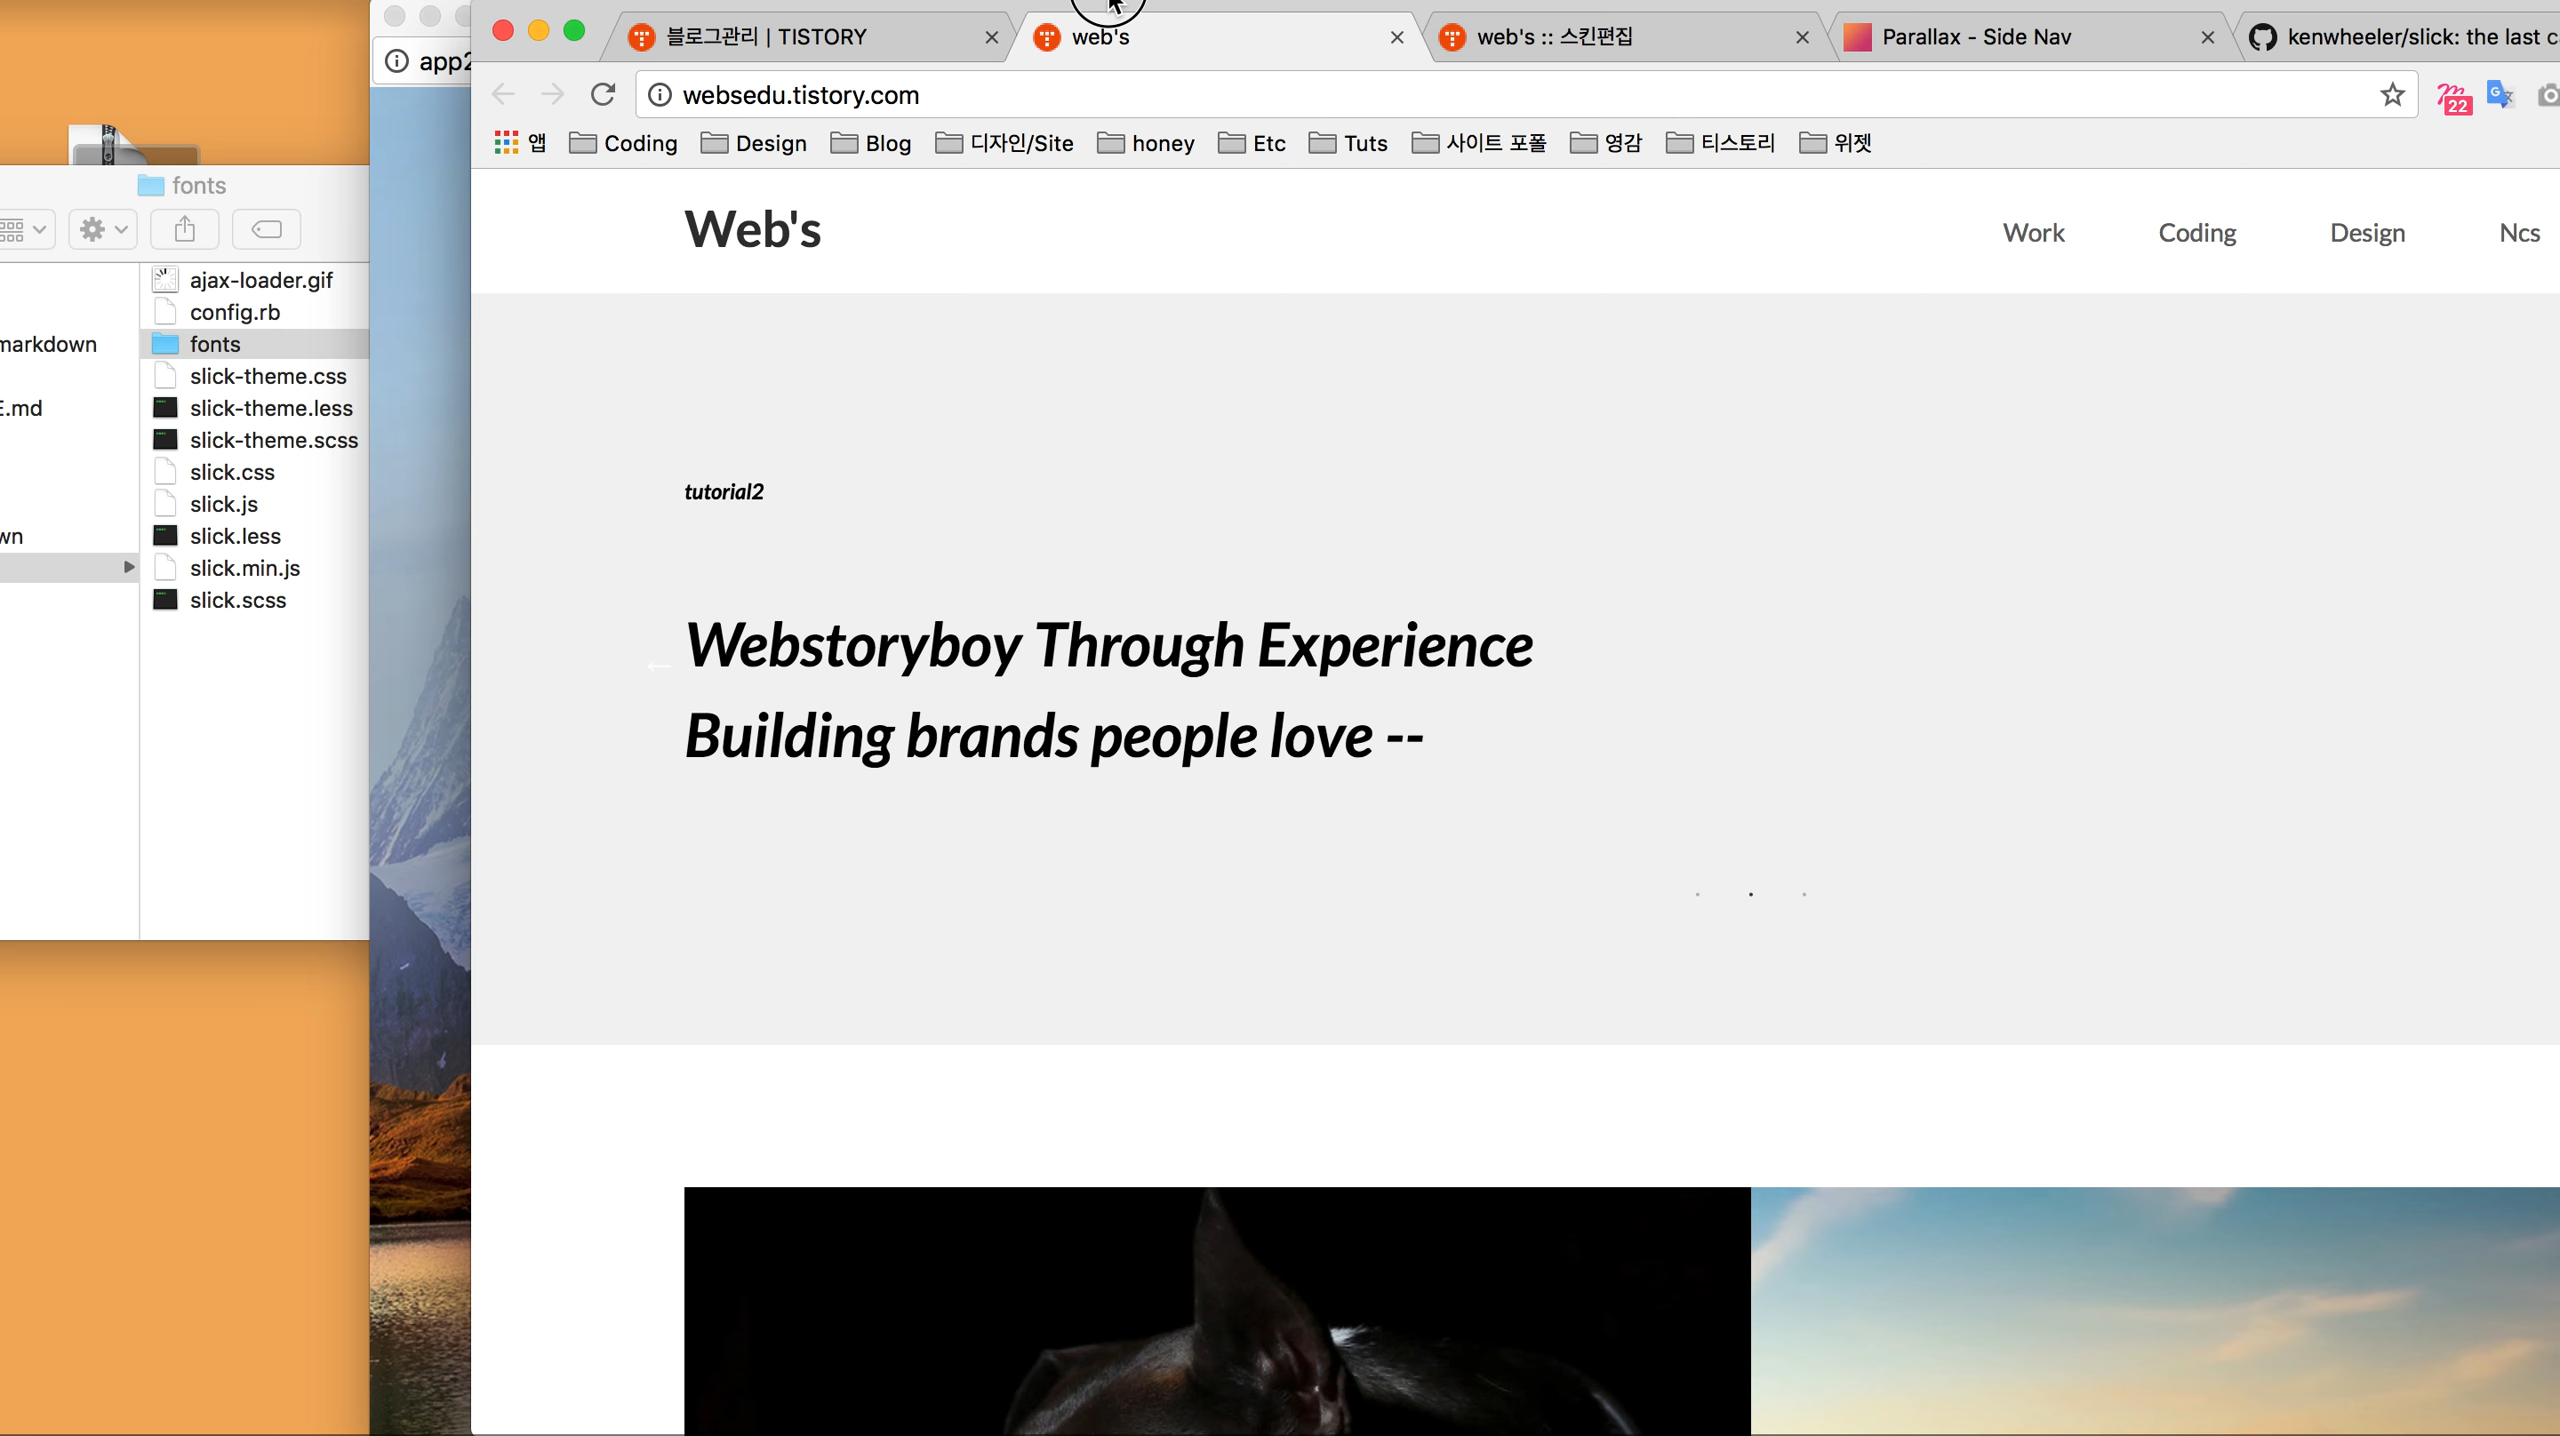 블로그관리 | TISTORY
web's
web's :: 스킨편집
Parallax - Side Nav
kenwheeler/slick: the last c
app2
websedu.tistory.com
22
앱
Coding
Design
Blog
디자인/Site
honey
Etc
Tuts
사이트 포폴
영감
티스토리
위젯
fonts
ajax-loader.gif
config.rb
markdown
fonts
slick-theme.css
E.md
slick-theme.less
slick-theme.scss
slick.css
slick.js
wn
slick.less
slick.min.js
slick.scss
Web's
Work
Coding
Design
Ncs
tutorial2
Webstoryboy Through Experience
Building brands people love --